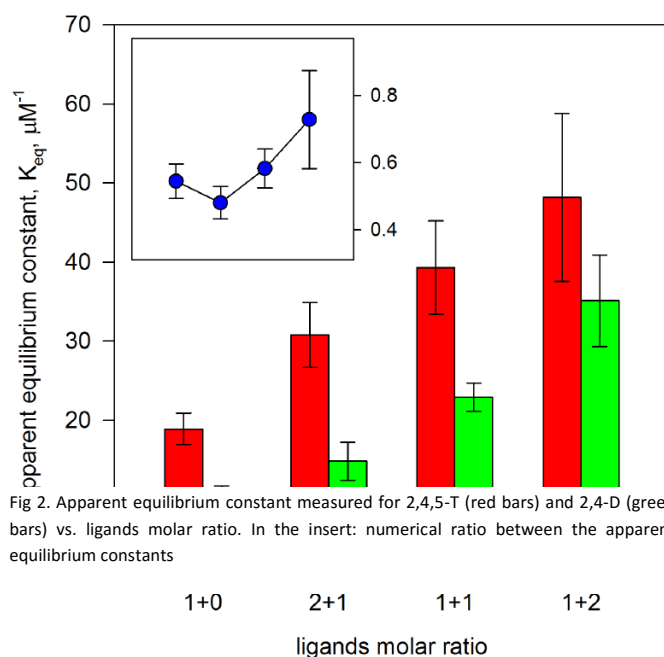 70
60
50
40
30
20
0.8
0.6
0.4
apparent equilibrium constant, Keq, μM-1
Fig 2. Apparent equilibrium constant measured for 2,4,5-T (red bars) and 2,4-D (gree
bars) vs. ligands molar ratio. In the insert: numerical ratio between the apparen
equilibrium constants
1+0 2+1 1+1 1+2
ligands molar ratio